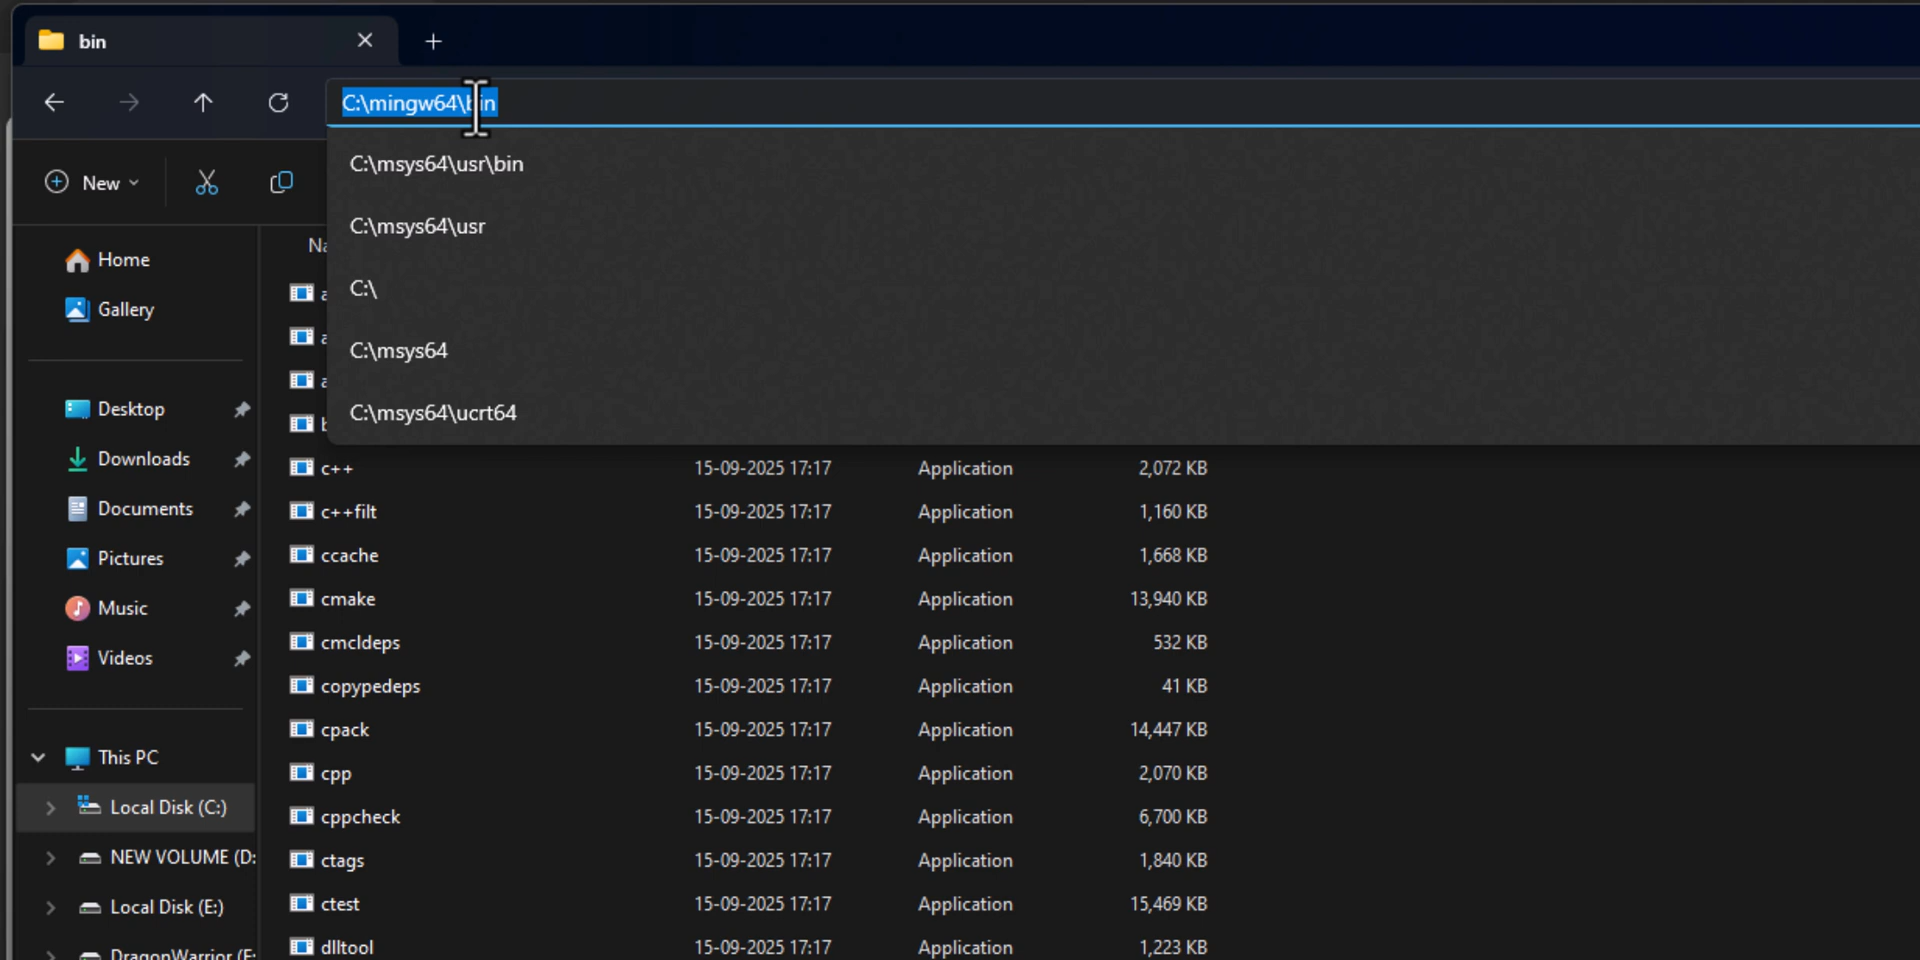 bin
C:\mingw64\bin
New
C:\msys64\usr\bin
C:\msys64\usr
C:\
C:\msys64
C:\msys64\ucrt64
Home
Gallery
Desktop
Downloads
Documents
Pictures
Music
Videos
This PC
Local Disk (C:)
NEW VOLUME (D:
Local Disk (E:)
c++ 15-09-2025 17:17 Application 2,072 KB
c++filt 15-09-2025 17:17 Application 1,160 KB
ccache 15-09-2025 17:17 Application 1,668 KB
cmake 15-09-2025 17:17 Application 13,940 KB
cmcldeps 15-09-2025 17:17 Application 532 KB
copypedeps 15-09-2025 17:17 Application 41 KB
cpack 15-09-2025 17:17 Application 14,447 KB
cpp 15-09-2025 17:17 Application 2,070 KB
cppcheck 15-09-2025 17:17 Application 6,700 KB
ctags 15-09-2025 17:17 Application 1,840 KB
ctest 15-09-2025 17:17 Application 15,469 KB
dlltool 15-09-2025 17:17 Application 1,223 KB